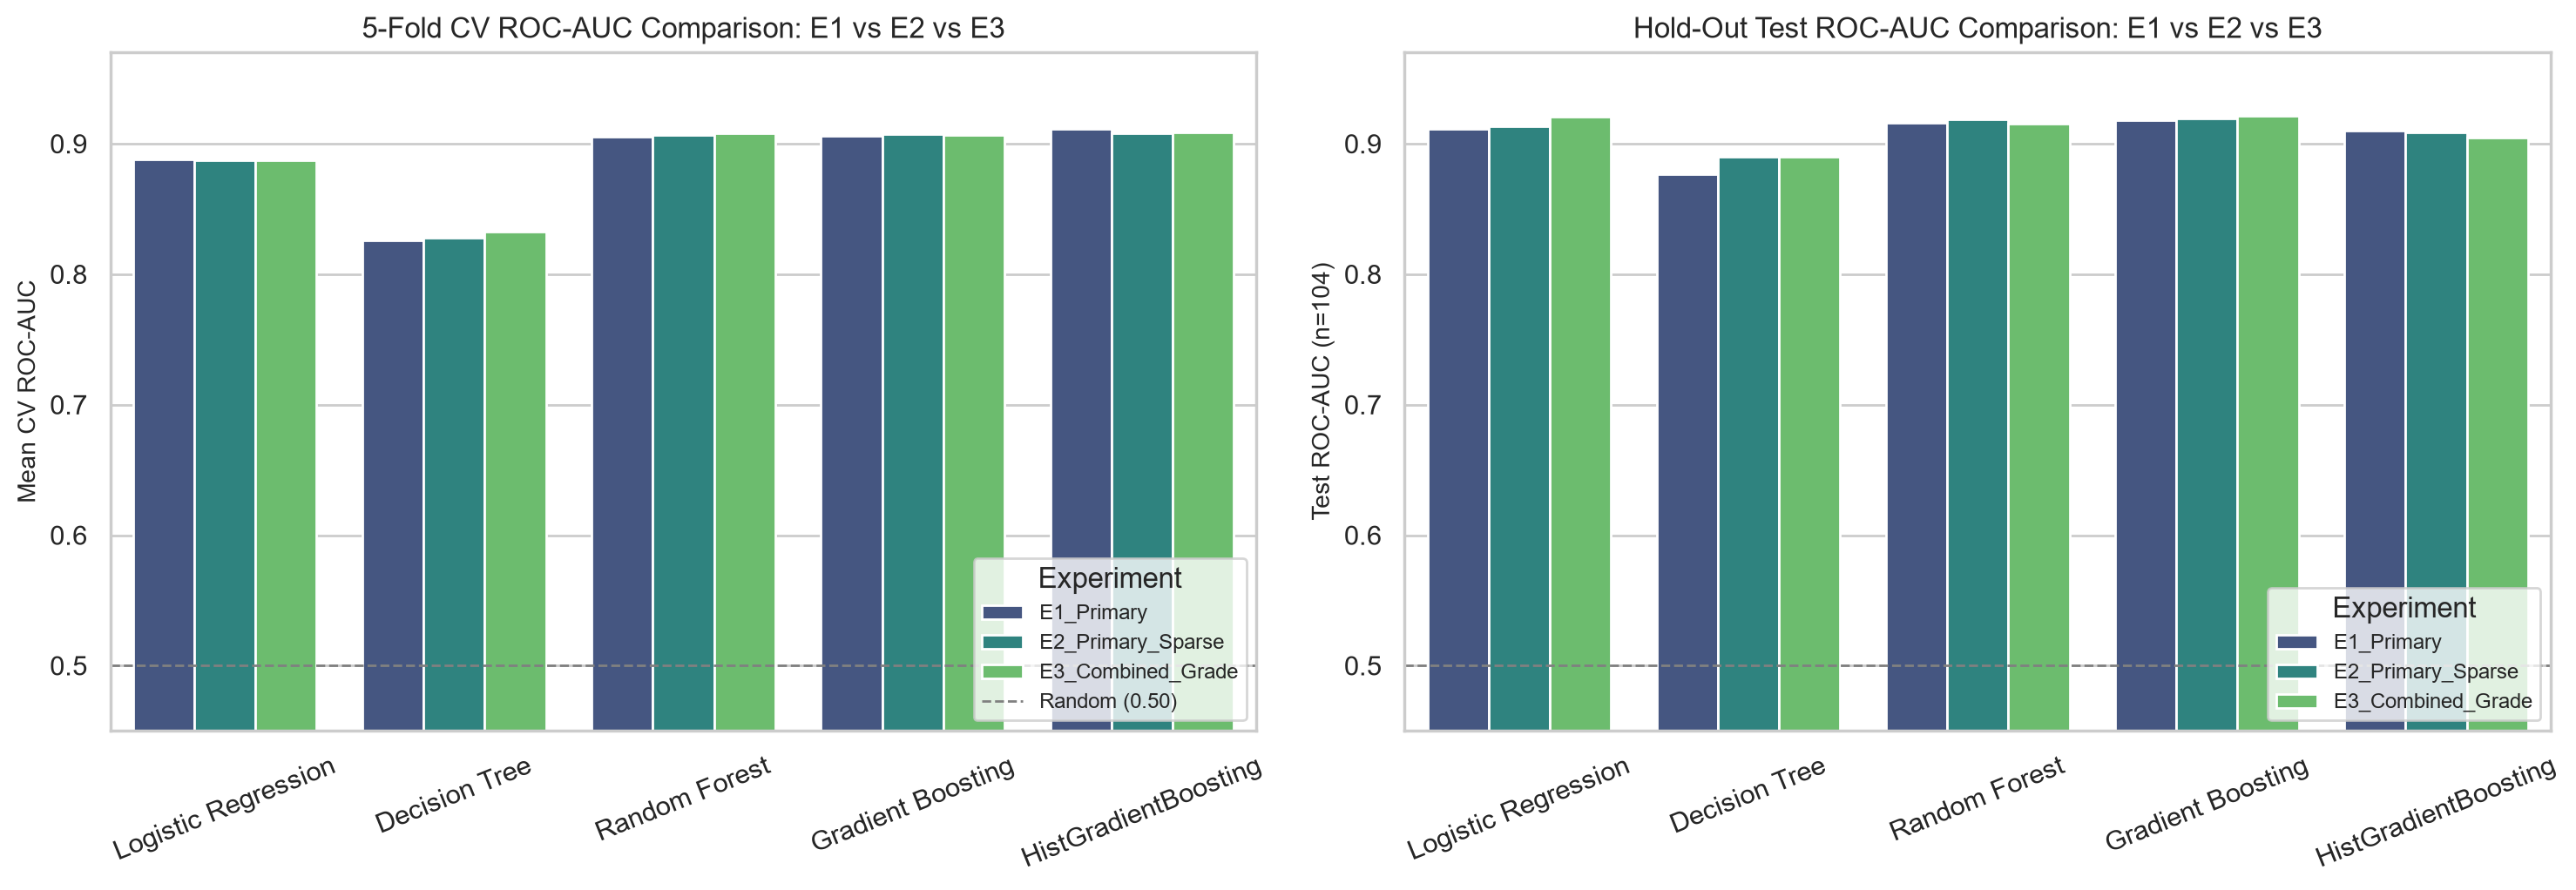 5-Fold CV ROC-AUC Comparison: E1 vs E2 vs E3
Mean CV ROC-AUC
0.9
0.8
0.7
0.6
0.5
Experiment
E1_Primary
E2_Primary_Sparse
E3_Combined_Grade
Random (0.50)
Logistic Regression
Decision Tree
Random Forest
Gradient Boosting
HistGradientBoosting
Hold-Out Test ROC-AUC Comparison: E1 vs E2 vs E3
Test ROC-AUC (n=104)
0.9
0.8
0.7
0.6
0.5
Experiment
E1_Primary
E2_Primary_Sparse
E3_Combined_Grade
Logistic Regression
Decision Tree
Random Forest
Gradient Boosting
HistGradientBoosting